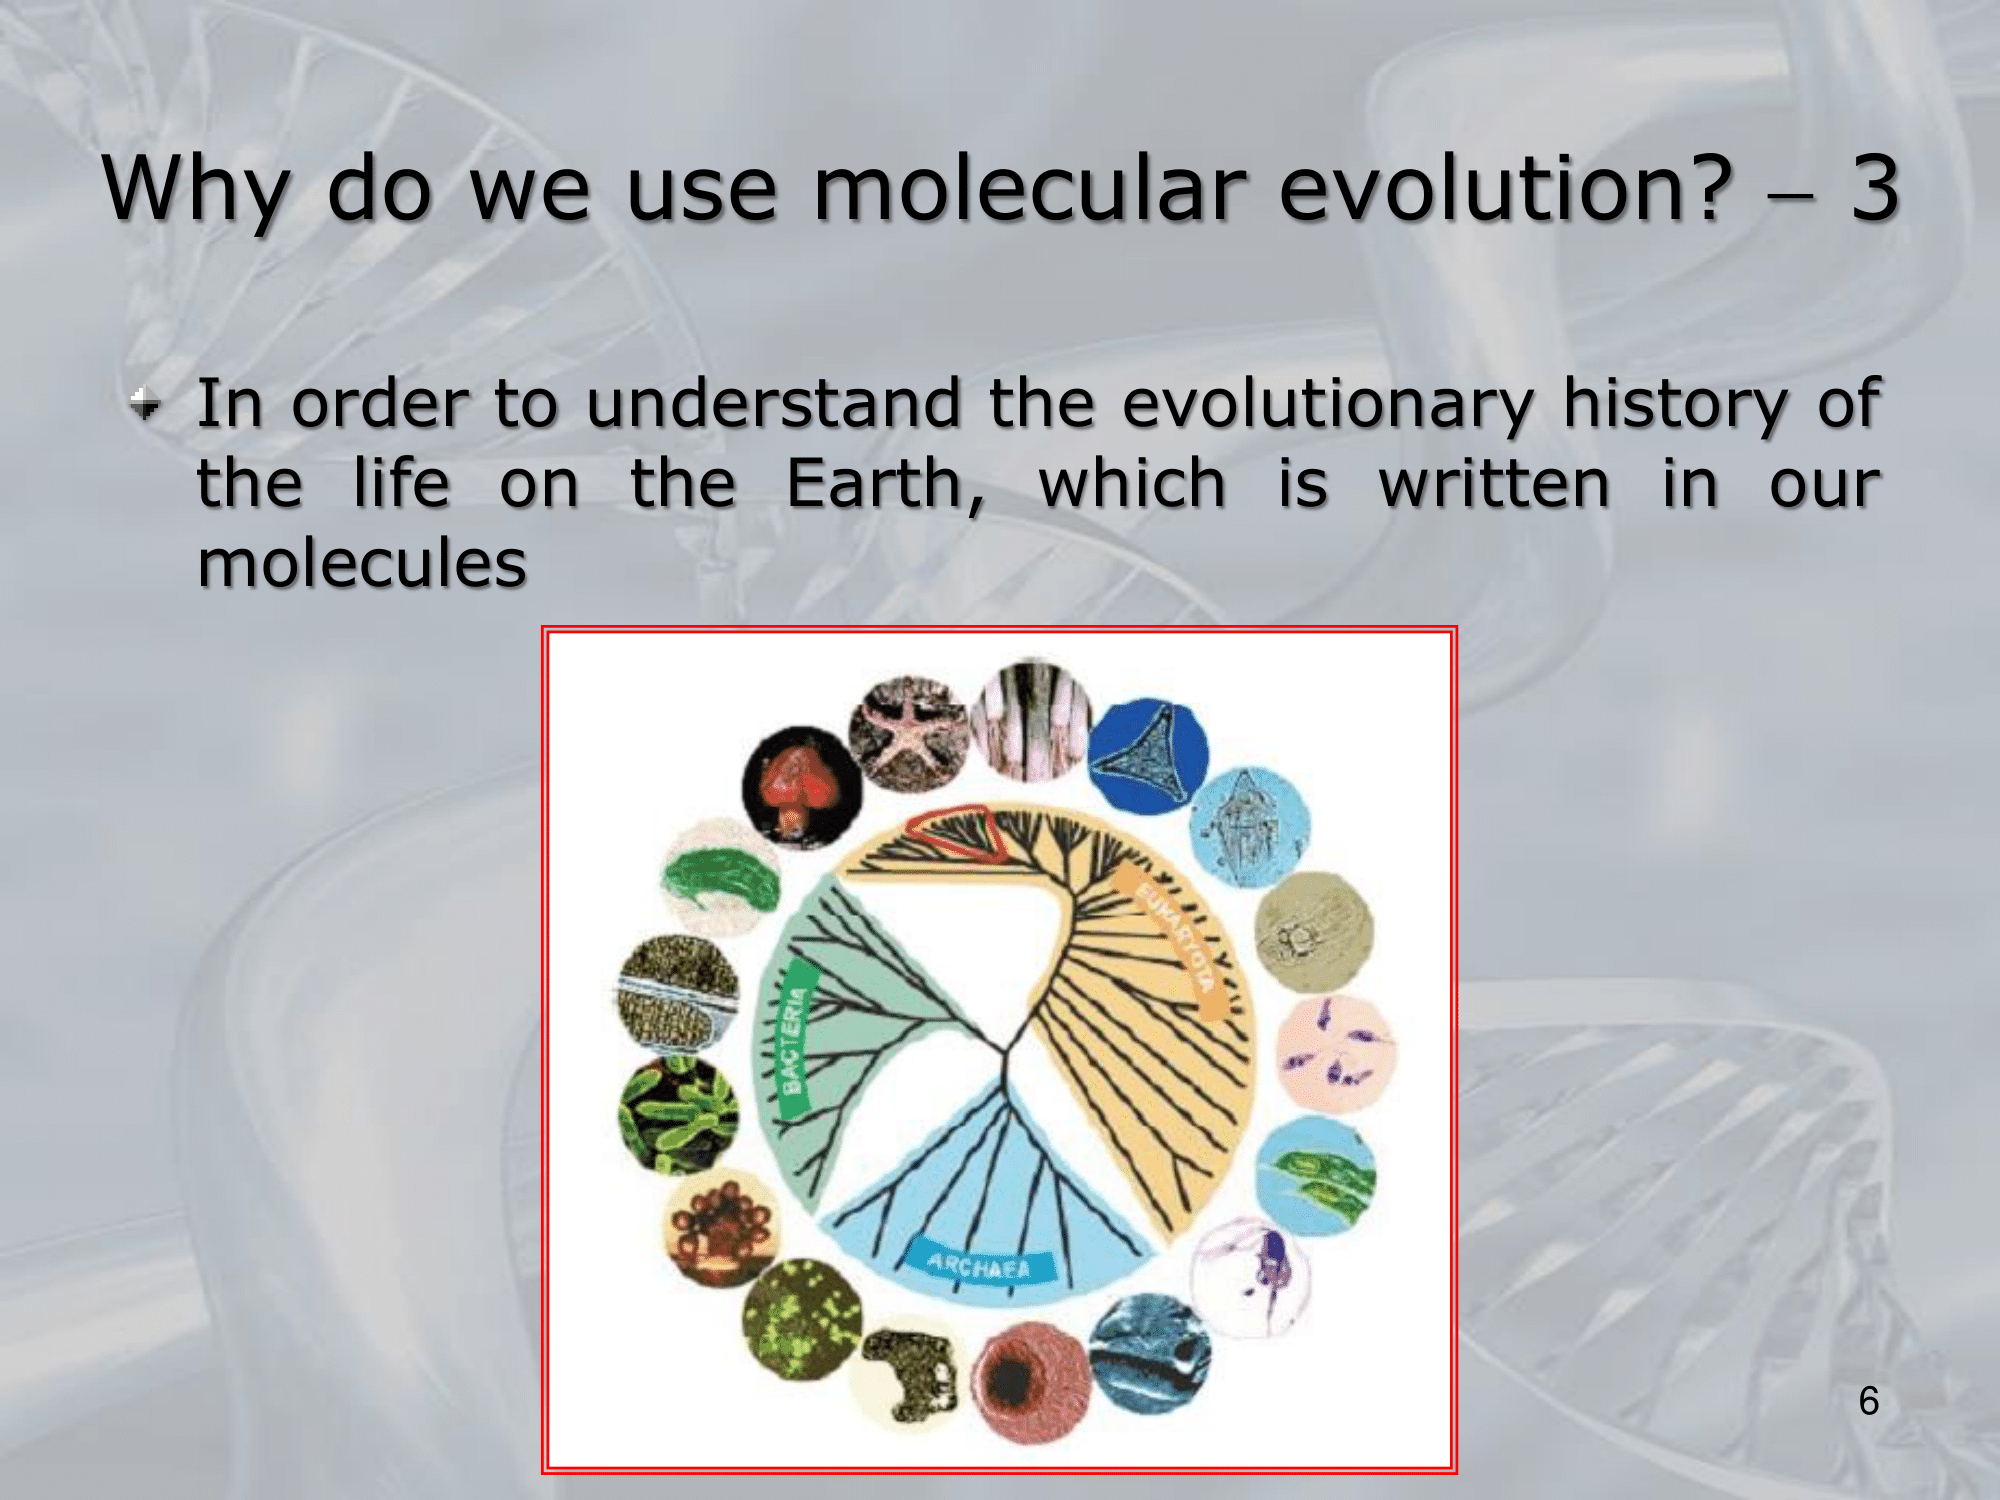 Why do we use molecular evolution? – 3
In order to understand the evolutionary history of
the life on the Earth, which is written in our
molecules
EUKARYOTA
BACTERIA
ARCHAEA
6